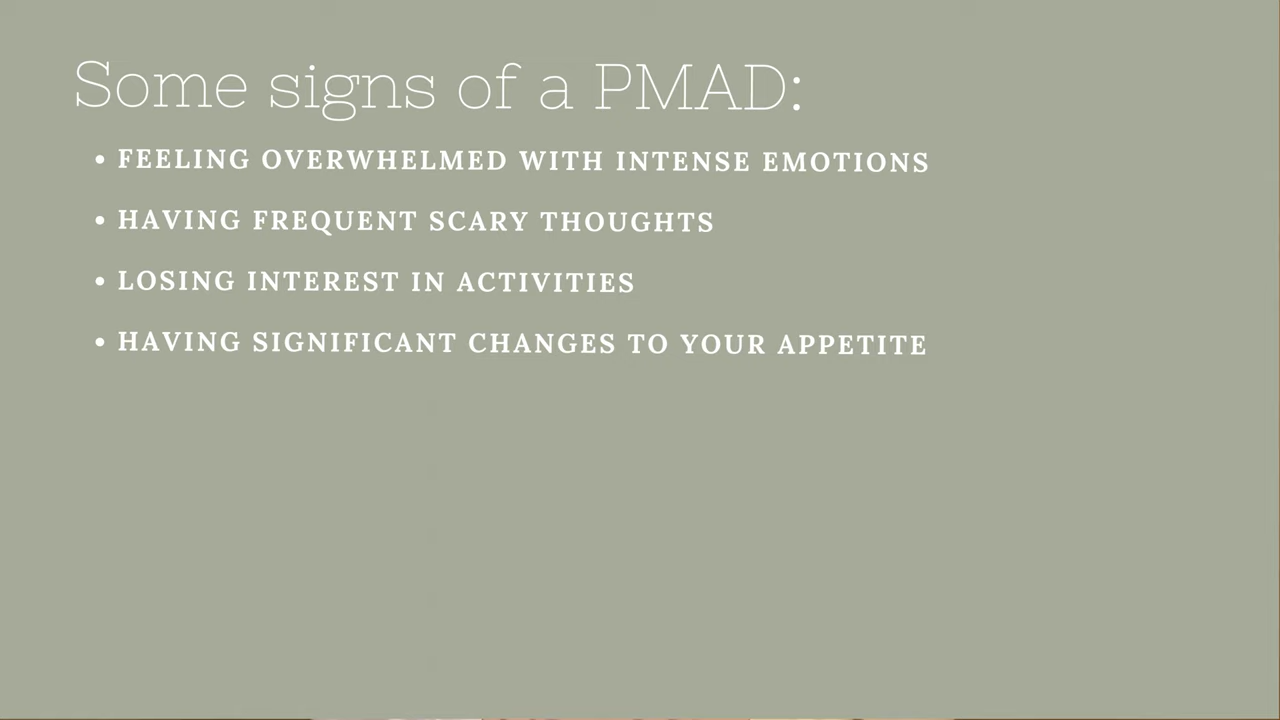 Some signs of a PMAD:
• FEELING OVERWHELMED WITH INTENSE EMOTIONS
• HAVING FREQUENT SCARY THOUGHTS
• LOSING INTEREST IN ACTIVITIES
• HAVING SIGNIFICANT CHANGES TO YOUR APPETITE